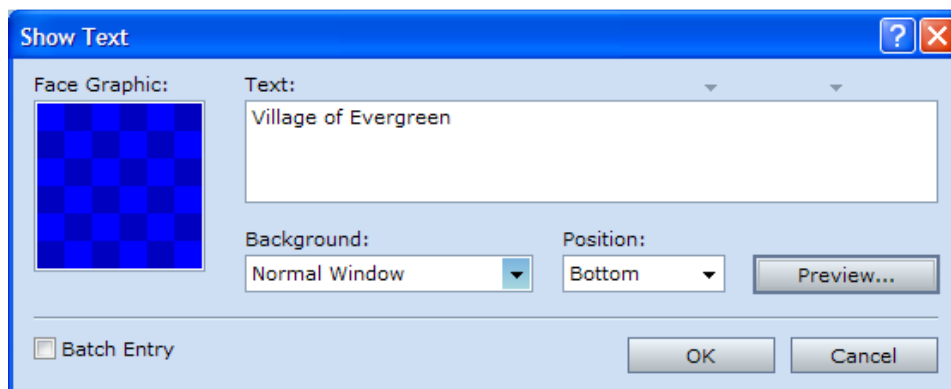 Show Text
Face Graphic:
Text:
Village of Evergreen
Background:
Position:
Normal Window
Bottom
Preview...
Batch Entry
OK
Cancel